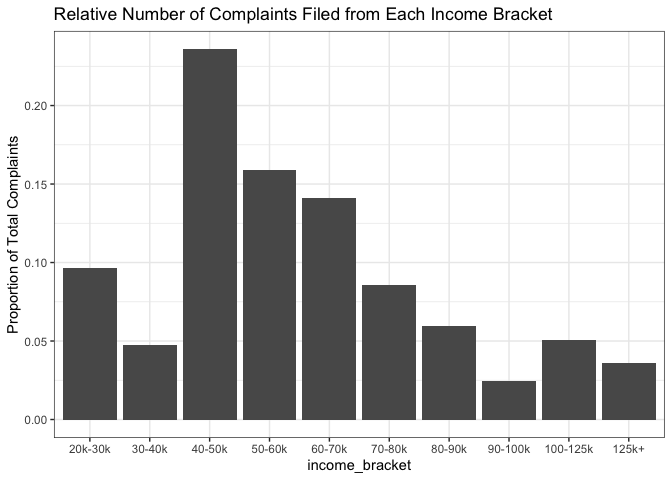 Relative Number of Complaints Filed from Each Income Bracket
Proportion of Total Complaints
0.20
0.15
0.10
0.05
0.00
20k-30k 30-40k 40-50k 50-60k 60-70k 70-80k 80-90k 90-100k 100-125k 125k+
income_bracket